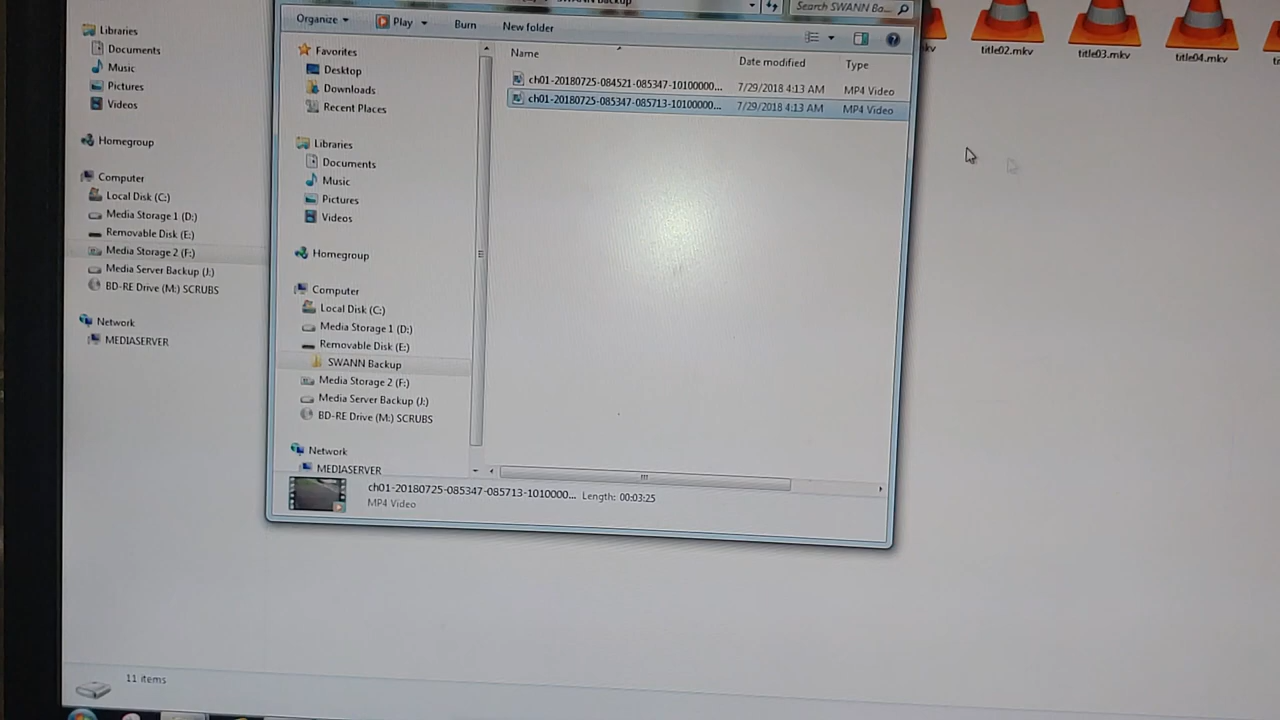 Libraries
Documents
Music
Pictures
Videos
Homegroup
Computer
Local Disk (C:)
Media Storage 1 (D:)
Removable Disk (E:)
Media Storage 2 (F:)
Media Server Backup (J:)
BD-RE Drive (M:) SCRUBS
Network
MEDIASERVER
11 items
SWANN Backup
Search SWANN Ba...
Organize
Play
Burn
New folder
Favorites
Desktop
Downloads
Recent Places
Libraries
Documents
Music
Pictures
Videos
Homegroup
Computer
Local Disk (C:)
Media Storage 1 (D:)
Removable Disk (E:)
SWANN Backup
Media Storage 2 (F:)
Media Server Backup (J:)
BD-RE Drive (M:) SCRUBS
Network
MEDIASERVER
Name Date modified Type
ch01-20180725-084521-085347-10100000... 7/29/2018 4:13 AM MP4 Video
ch01-20180725-085347-085713-10100000... 7/29/2018 4:13 AM MP4 Video
ch01-20180725-085347-085713-1010000... Length: 00:03:25
MP4 Video
title02.mkv
title03.mkv
title04.mkv